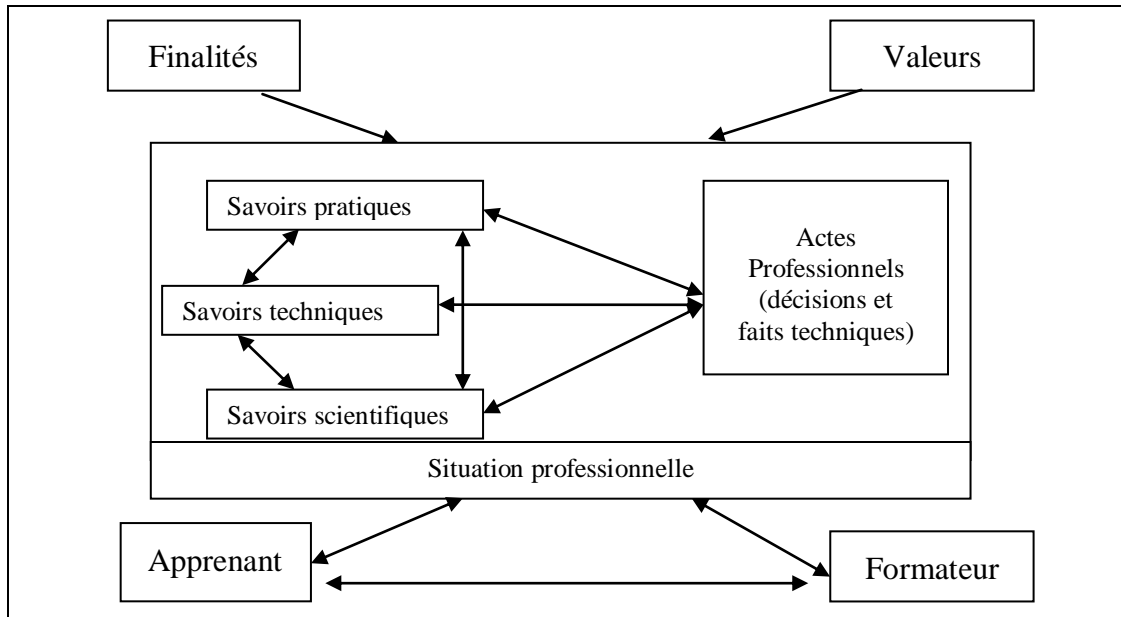 Finalités
Valeurs
Savoirs pratiques
Savoirs techniques
Savoirs scientifiques
Actes
Professionnels
(décisions et
faits techniques)
Situation professionnelle
Apprenant
Formateur